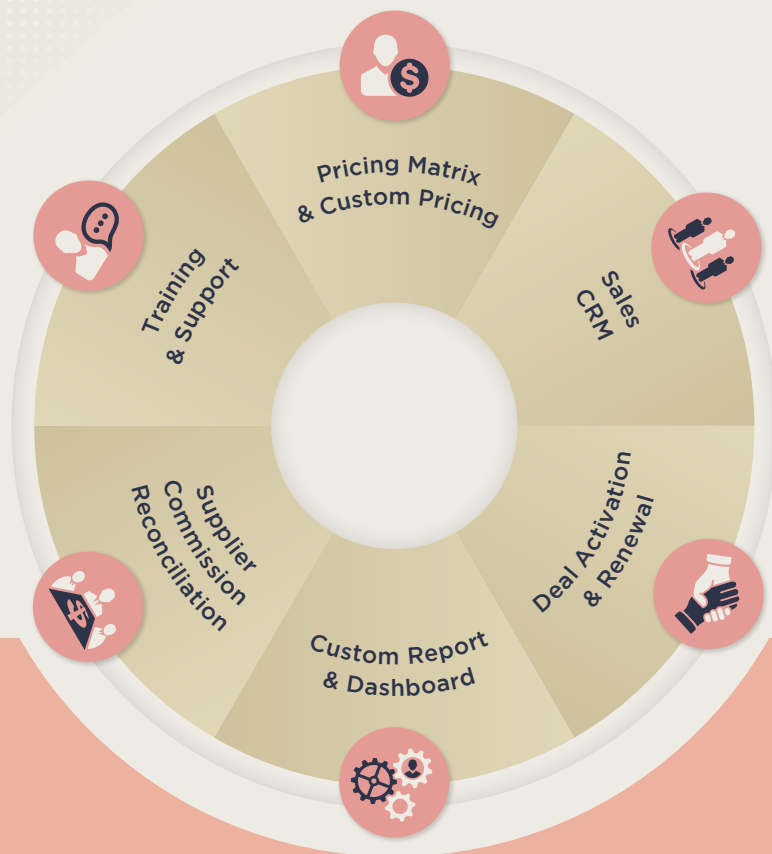 Pricing Matrix
& Custom Pricing
Sales
CRM
Deal Activation
& Renewal
Custom Report
& Dashboard
Supplier
Commission
Reconciliation
Training
& Support
$
$